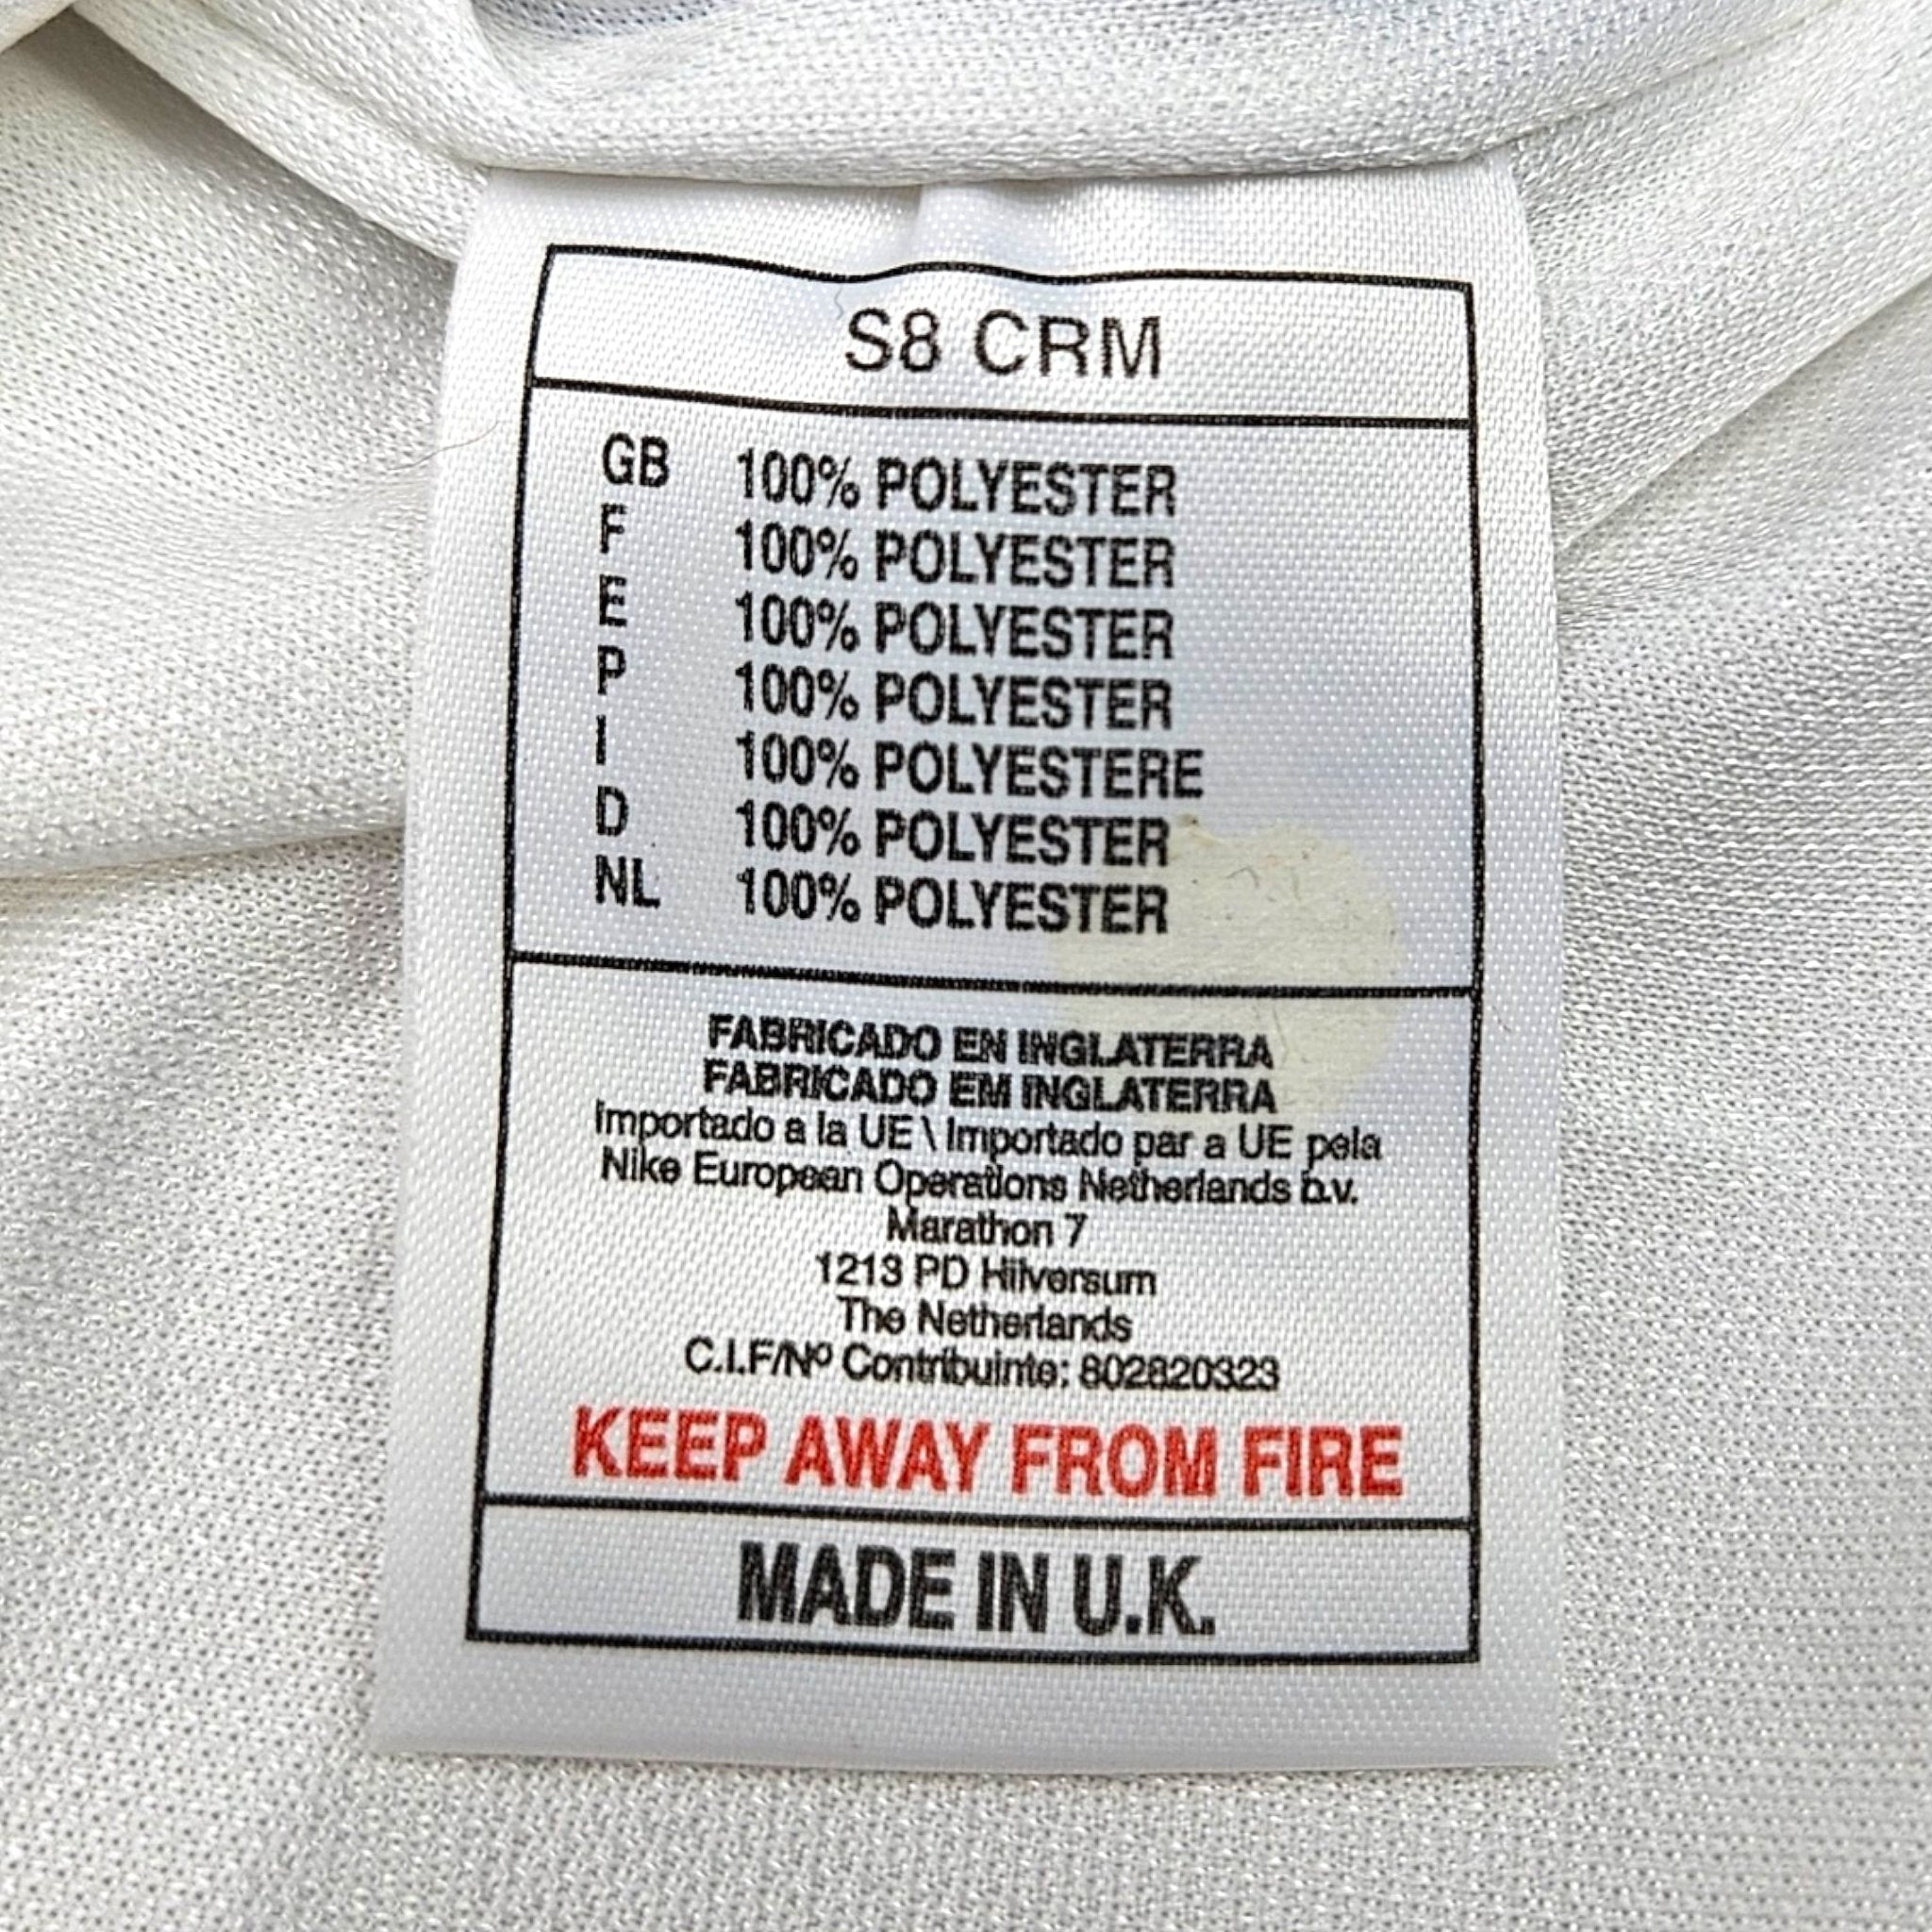 S8 CRM
GB 100% POLYESTER
F 100% POLYESTER
E 100% POLYESTER
P 100% POLYESTER
I 100% POLYESTERE
D 100% POLYESTER
NL 100% POLYESTER
FABRICADO EN INGLATERRA
FABRICADO EM INGLATERRA
Importado a la UE \ Importado par a UE pela
Nike European Operations Netherlands b.v.
Marathon 7
1213 PD Hilversum
The Netherlands
C.I.F/Nº Contribuinte: 802820323
KEEP AWAY FROM FIRE
MADE IN U.K.